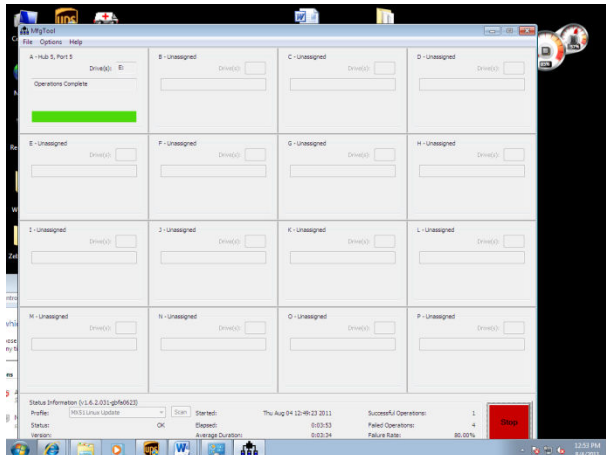 MfgTool
File Options Help
A - Hub 5, Port 5
Drive(s): E:
Operations Complete
B - Unassigned
Drive(s):
C - Unassigned
Drive(s):
D - Unassigned
Drive(s):
E - Unassigned
Drive(s):
F - Unassigned
Drive(s):
G - Unassigned
Drive(s):
H - Unassigned
Drive(s):
I - Unassigned
Drive(s):
J - Unassigned
Drive(s):
K - Unassigned
Drive(s):
L - Unassigned
Drive(s):
M - Unassigned
Drive(s):
N - Unassigned
Drive(s):
O - Unassigned
Drive(s):
P - Unassigned
Drive(s):
Status Information (v1.6.2.031-gbfa0623)
Profile: MX51 Linux Update Scan Started: Thu Aug 04 12:49:23 2011 Successful Operations: 1
Status: OK Elapsed: 0:03:53 Failed Operations: 4
Version: Average Duration: 0:03:34 Failure Rate: 80.00%
Stop
ups
12:53 PM
8/4/2011